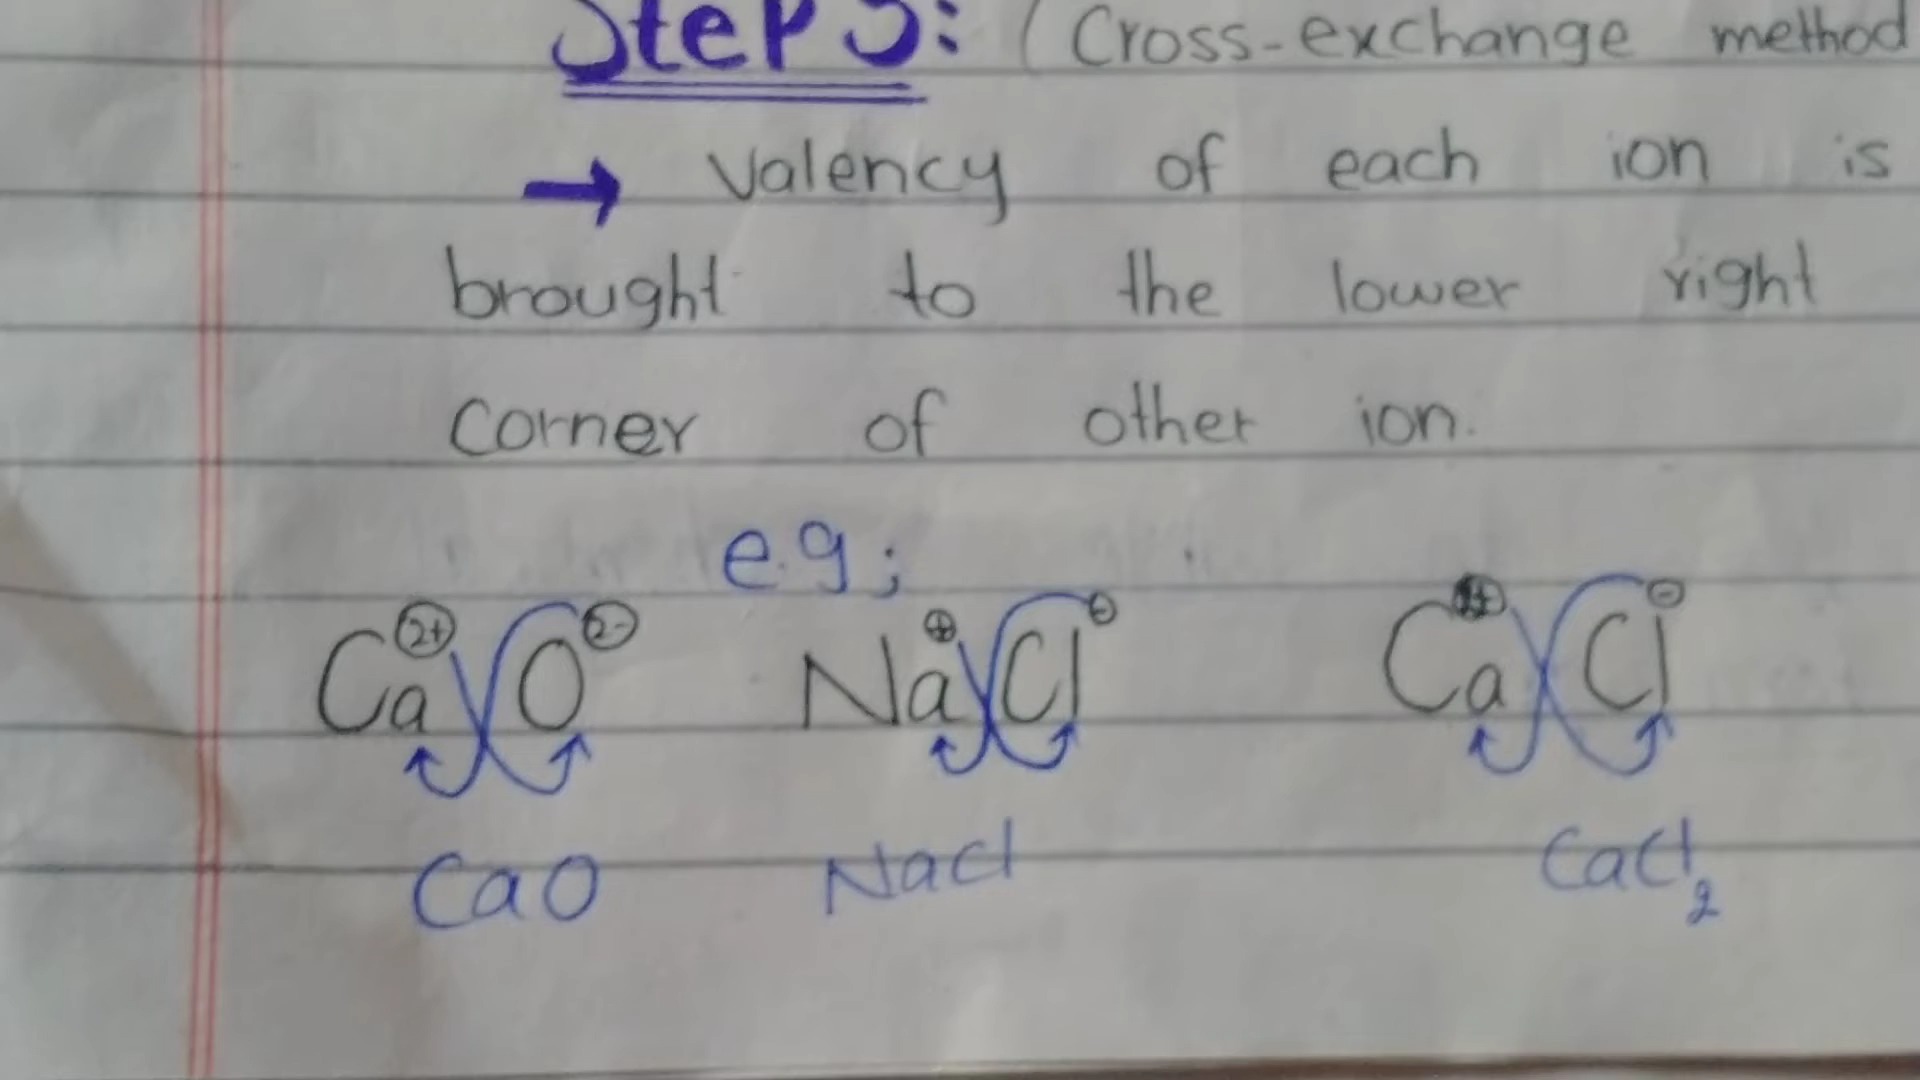 Step 3: (Cross-exchange method
→ Valency of each ion is
brought to the lower right
corner of other ion.
e.g;
Ca²⁺ O²⁻ Na⁺ Cl⁻ Ca Cl⁻
CaO NaCl CaCl₂